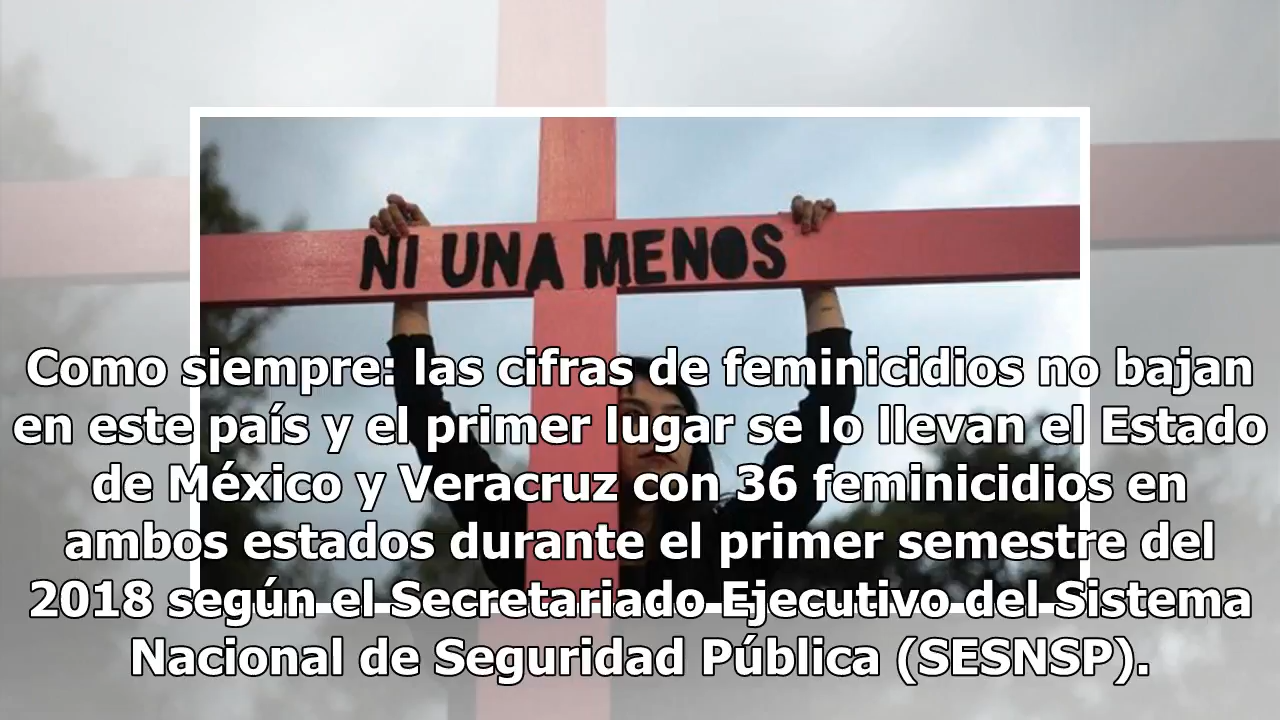 NI UNA MENOS
Como siempre: las cifras de feminicidios no bajan
en este país y el primer lugar se lo llevan el Estado
de México y Veracruz con 36 feminicidios en
ambos estados durante el primer semestre del
2018 según el Secretariado Ejecutivo del Sistema
Nacional de Seguridad Pública (SESNSP).